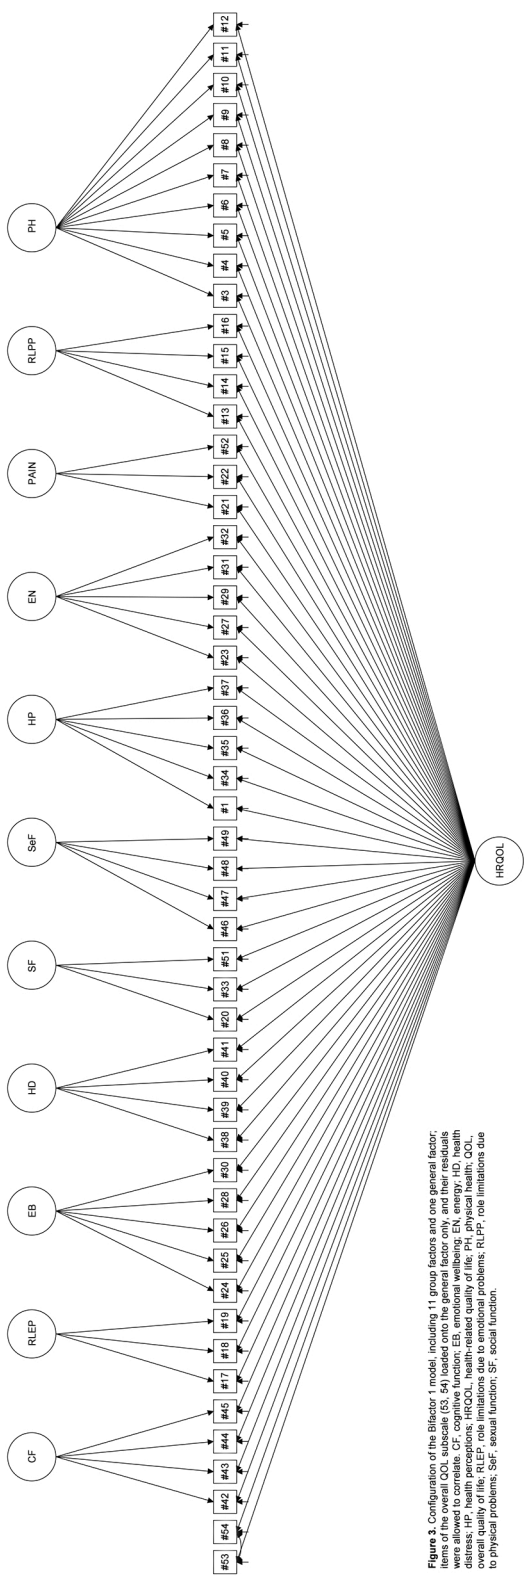 CF RLEP EB HD SF SeF HP EN PAIN RLPP PH
#53 #54 #42 #43 #44 #45 #17 #18 #19 #24 #25 #26 #28 #30 #38 #39 #40 #41 #20 #33 #51 #46 #47 #48 #49 #1 #34 #35 #36 #37 #23 #27 #29 #31 #32 #21 #22 #52 #13 #14 #15 #16 #3 #4 #5 #6 #7 #8 #9 #10 #11 #12
HRQOL
Figure 3. Configuration of the Bifactor 1 model, including 11 group factors and one general factor;
items of the overall QOL subscale (53, 54) loaded onto the general factor only, and their residuals
were allowed to correlate. CF, cognitive function; EB, emotional wellbeing; EN, energy; HD, health
distress; HP, health perceptions; HRQOL, health-related quality of life; PH, physical health; QOL,
overall quality of life; RLEP, role limitations due to emotional problems; RLPP, role limitations due
to physical problems; SeF, sexual function; SF, social function.